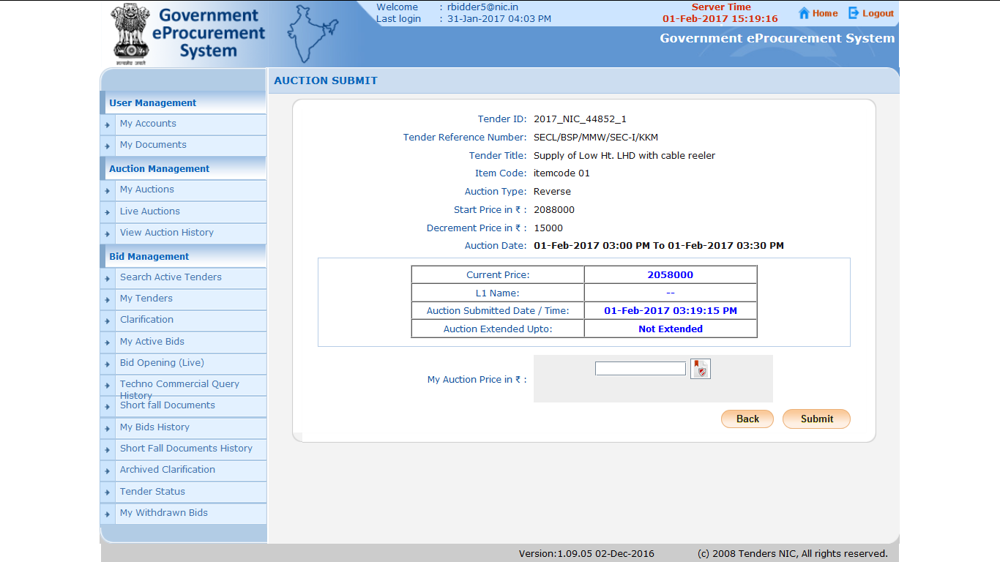 Government
eProcurement
System
Welcome : rbidder5@nic.in
Last login : 31-Jan-2017 04:03 PM
Server Time
01-Feb-2017 15:19:16
Home
Logout
Government eProcurement System
User Management
My Accounts
My Documents
Auction Management
My Auctions
Live Auctions
View Auction History
Bid Management
Search Active Tenders
My Tenders
Clarification
My Active Bids
Bid Opening (Live)
Techno Commercial Query
History
Short fall Documents
My Bids History
Short Fall Documents History
Archived Clarification
Tender Status
My Withdrawn Bids
AUCTION SUBMIT
Tender ID: 2017_NIC_44852_1
Tender Reference Number: SECL/BSP/MMW/SEC-I/KKM
Tender Title: Supply of Low Ht. LHD with cable reeler
Item Code: itemcode 01
Auction Type: Reverse
Start Price in ₹ : 2088000
Decrement Price in ₹ : 15000
Auction Date: 01-Feb-2017 03:00 PM To 01-Feb-2017 03:30 PM
Current Price: 2058000
L1 Name: --
Auction Submitted Date / Time: 01-Feb-2017 03:19:15 PM
Auction Extended Upto: Not Extended
My Auction Price in ₹ :
Back
Submit
Version:1.09.05 02-Dec-2016
(c) 2008 Tenders NIC, All rights reserved.